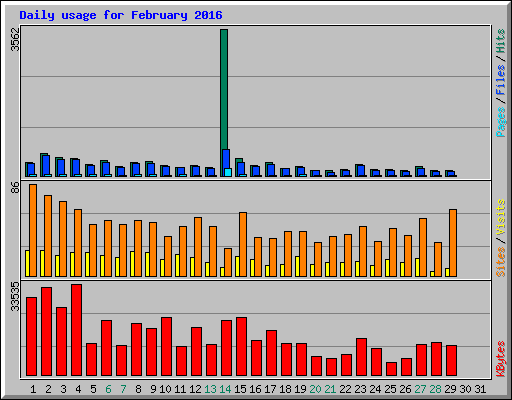 Daily usage for February 2016
3562
Pages / Files / Hits
86
Sites / Visits
33535
KBytes
1 2 3 4 5 6 7 8 9 10 11 12 13 14 15 16 17 18 19 20 21 22 23 24 25 26 27 28 29 30 31